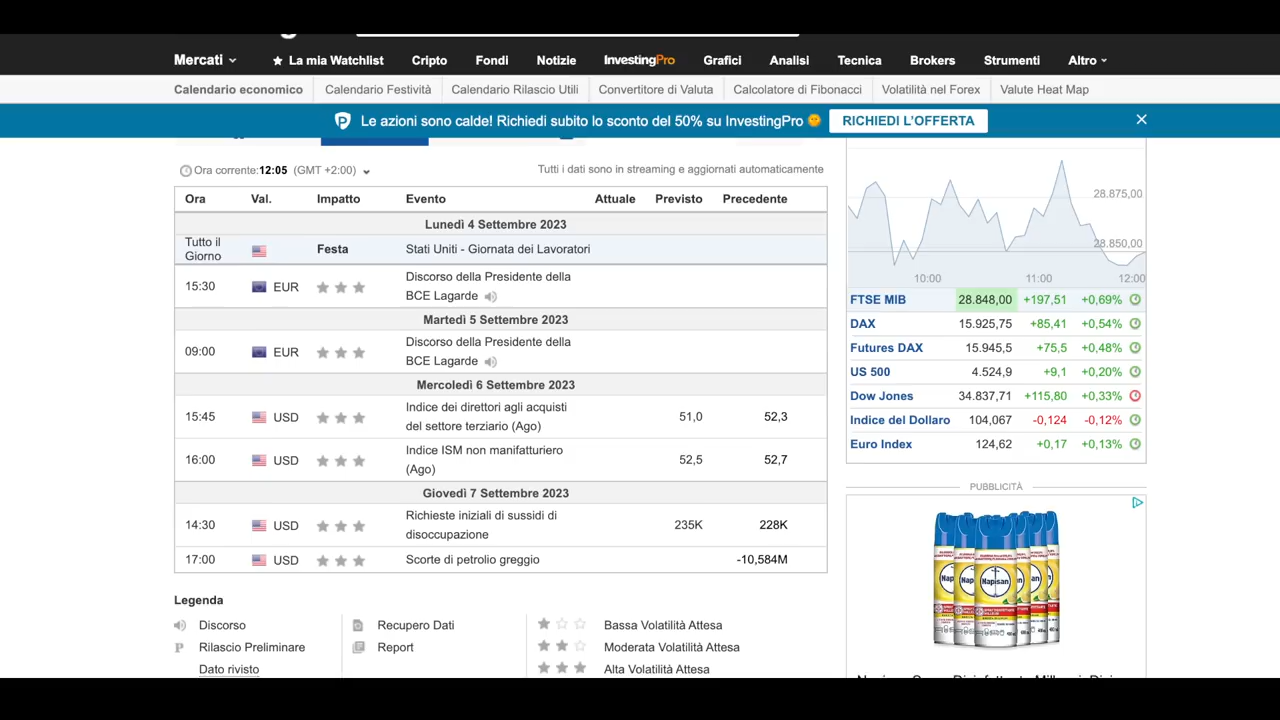 Mercati
La mia Watchlist
Cripto
Fondi
Notizie
InvestingPro
Grafici
Analisi
Tecnica
Brokers
Strumenti
Altro
Calendario economico
Calendario Festività
Calendario Rilascio Utili
Convertitore di Valuta
Calcolatore di Fibonacci
Volatilità nel Forex
Valute Heat Map
Le azioni sono calde! Richiedi subito lo sconto del 50% su InvestingPro 🌞
RICHIEDI L'OFFERTA
Ora corrente:12:05 (GMT +2:00)
Tutti i dati sono in streaming e aggiornati automaticamente
Ora Val. Impatto Evento Attuale Previsto Precedente
Lunedì 4 Settembre 2023
Tutto il
Giorno
Festa
Stati Uniti - Giornata dei Lavoratori
15:30 EUR
Discorso della Presidente della
BCE Lagarde
Martedì 5 Settembre 2023
09:00 EUR
Discorso della Presidente della
BCE Lagarde
Mercoledì 6 Settembre 2023
15:45 USD
Indice dei direttori agli acquisti
del settore terziario (Ago)
51,0 52,3
16:00 USD
Indice ISM non manifatturiero
(Ago)
52,5 52,7
Giovedì 7 Settembre 2023
14:30 USD
Richieste iniziali di sussidi di
disoccupazione
235K 228K
17:00 USD Scorte di petrolio greggio -10,584M
Legenda
Discorso
Rilascio Preliminare
Dato rivisto
Recupero Dati
Report
Bassa Volatilità Attesa
Moderata Volatilità Attesa
Alta Volatilità Attesa
28.875,00
28.850,00
10:00 11:00 12:00
FTSE MIB 28.848,00 +197,51 +0,69%
DAX 15.925,75 +85,41 +0,54%
Futures DAX 15.945,5 +75,5 +0,48%
US 500 4.524,9 +9,1 +0,20%
Dow Jones 34.837,71 +115,80 +0,33%
Indice del Dollaro 104,067 -0,124 -0,12%
Euro Index 124,62 +0,17 +0,13%
PUBBLICITÀ
Napisan